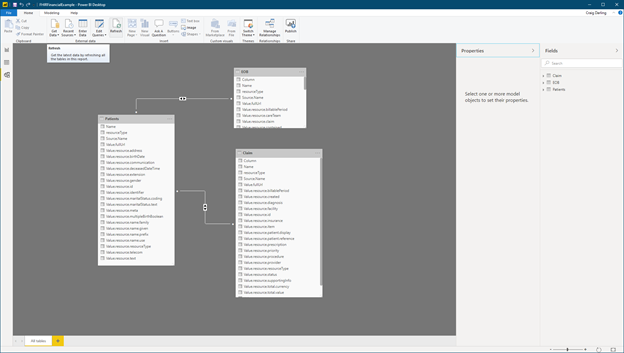 FHIRFinancialExample - Power BI Desktop
Craig Darling
File
Home
Modeling
Help
Paste
Cut
Copy
Format Painter
Clipboard
Get Data
Recent Sources
Enter Data
Edit Queries
Refresh
External data
New Page
New Visual
Ask A Question
Buttons
Text box
Image
Shapes
Insert
From Marketplace
From File
Custom visuals
Switch Theme
Themes
Manage Relationships
Relationships
Publish
Share
Refresh
Get the latest data by refreshing all the tables in this report.
EOB
Column
Name
resourceType
Source.Name
Value.fullUrl
Value.resource.billablePeriod
Value.resource.careTeam
Value.resource.claim
Value.resource.contained
Patients
Name
resourceType
Source.Name
Value.fullUrl
Value.resource.address
Value.resource.birthDate
Value.resource.communication
Value.resource.deceasedDateTime
Value.resource.extension
Value.resource.gender
Value.resource.id
Value.resource.identifier
Value.resource.maritalStatus.coding
Value.resource.maritalStatus.text
Value.resource.meta
Value.resource.multipleBirthBoolean
Value.resource.name.family
Value.resource.name.given
Value.resource.name.prefix
Value.resource.name.use
Value.resource.resourceType
Value.resource.telecom
Value.resource.text
Claim
Column
Name
resourceType
Source.Name
Value.fullUrl
Value.resource.billablePeriod
Value.resource.created
Value.resource.diagnosis
Value.resource.facility
Value.resource.id
Value.resource.insurance
Value.resource.item
Value.resource.patient.display
Value.resource.patient.reference
Value.resource.prescription
Value.resource.priority
Value.resource.procedure
Value.resource.provider
Value.resource.resourceType
Value.resource.status
Value.resource.supportingInfo
Value.resource.total.currency
Value.resource.total.value
Properties
Select one or more model
objects to set their properties.
Fields
Search
Claim
EOB
Patients
All tables